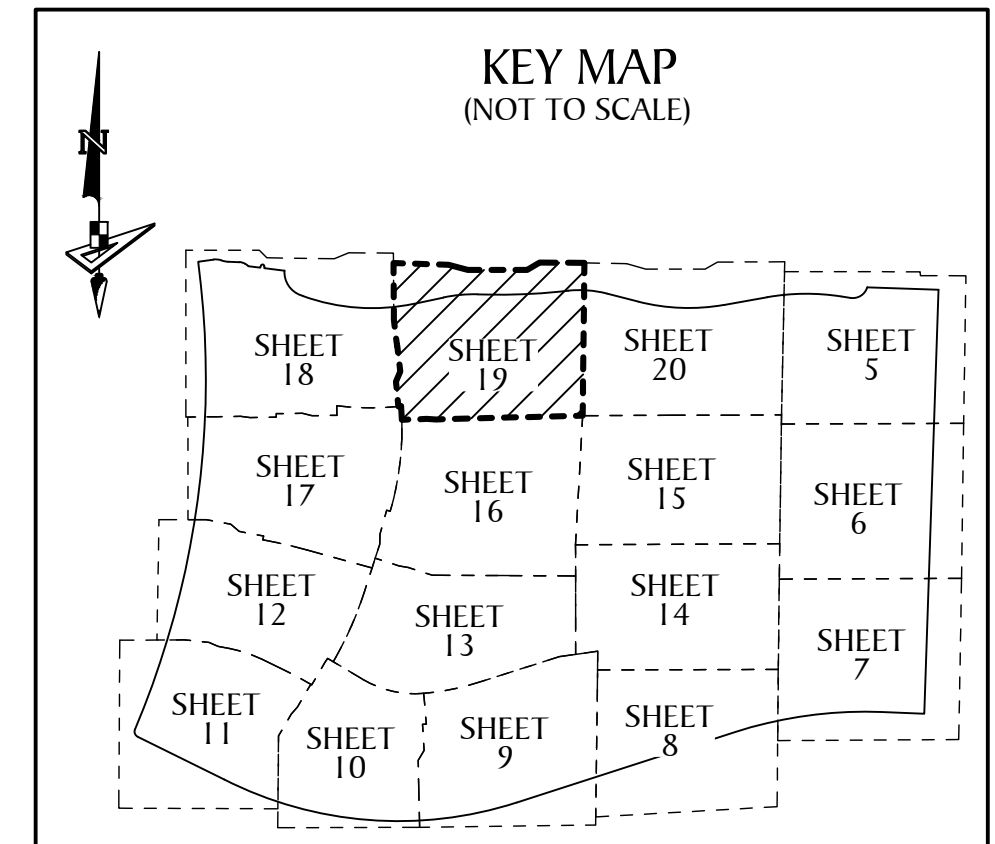 KEY MAP
(NOT TO SCALE)
N
SHEET
18
SHEET
19
SHEET
20
SHEET
5
SHEET
17
SHEET
16
SHEET
15
SHEET
6
SHEET
12
SHEET
13
SHEET
14
SHEET
7
SHEET
11
SHEET
10
SHEET
9
SHEET
8